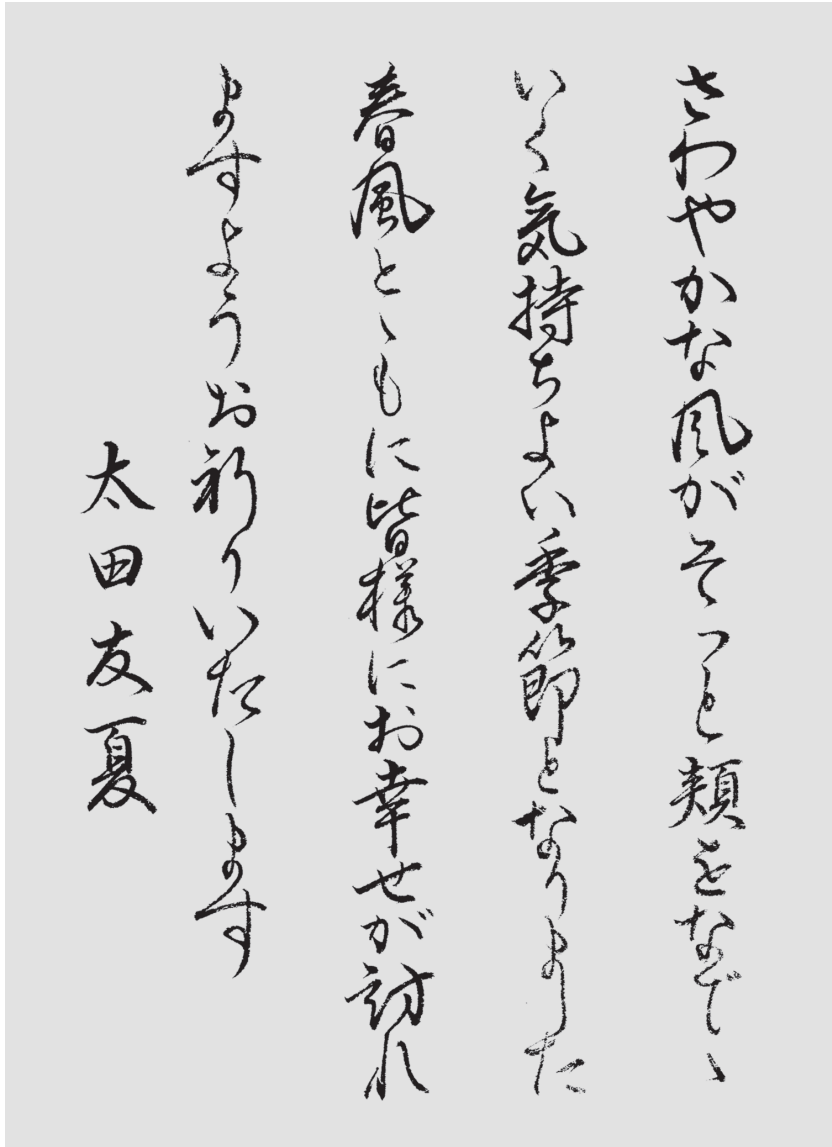 さわやかな風がそっと頬をなでゝ
いく気持ちよい季節となりました
春風とゝもに皆様にお幸せが訪れ
ますようお祈りいたします
太田友夏